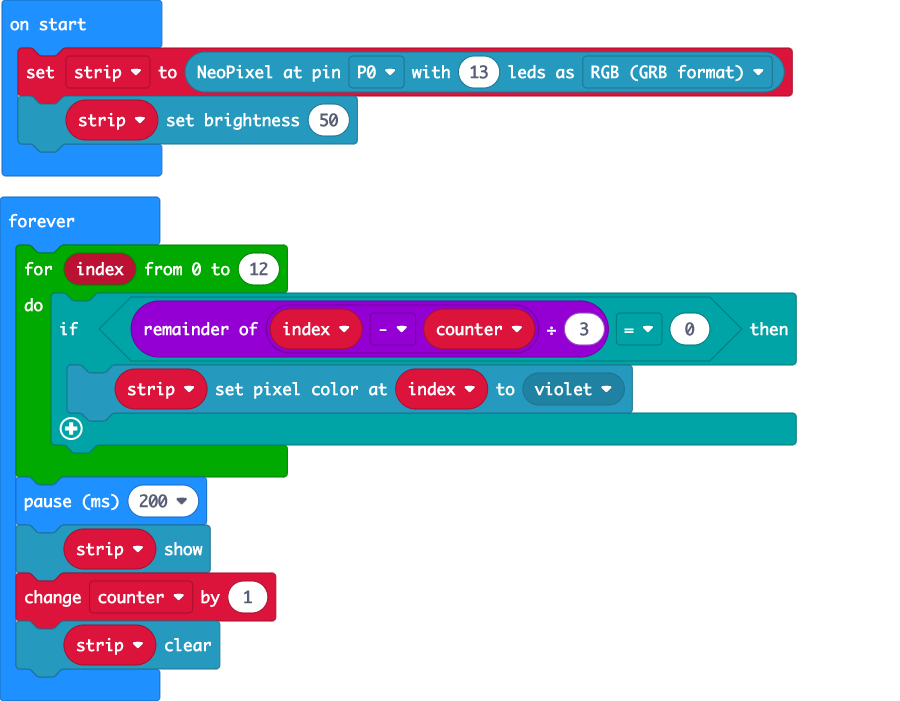 on start
set strip to NeoPixel at pin P0 with 13 leds as RGB (GRB format)
strip set brightness 50
forever
for index from 0 to 12
do
if remainder of index - counter ÷ 3 = 0 then
strip set pixel color at index to violet
pause (ms) 200
strip show
change counter by 1
strip clear